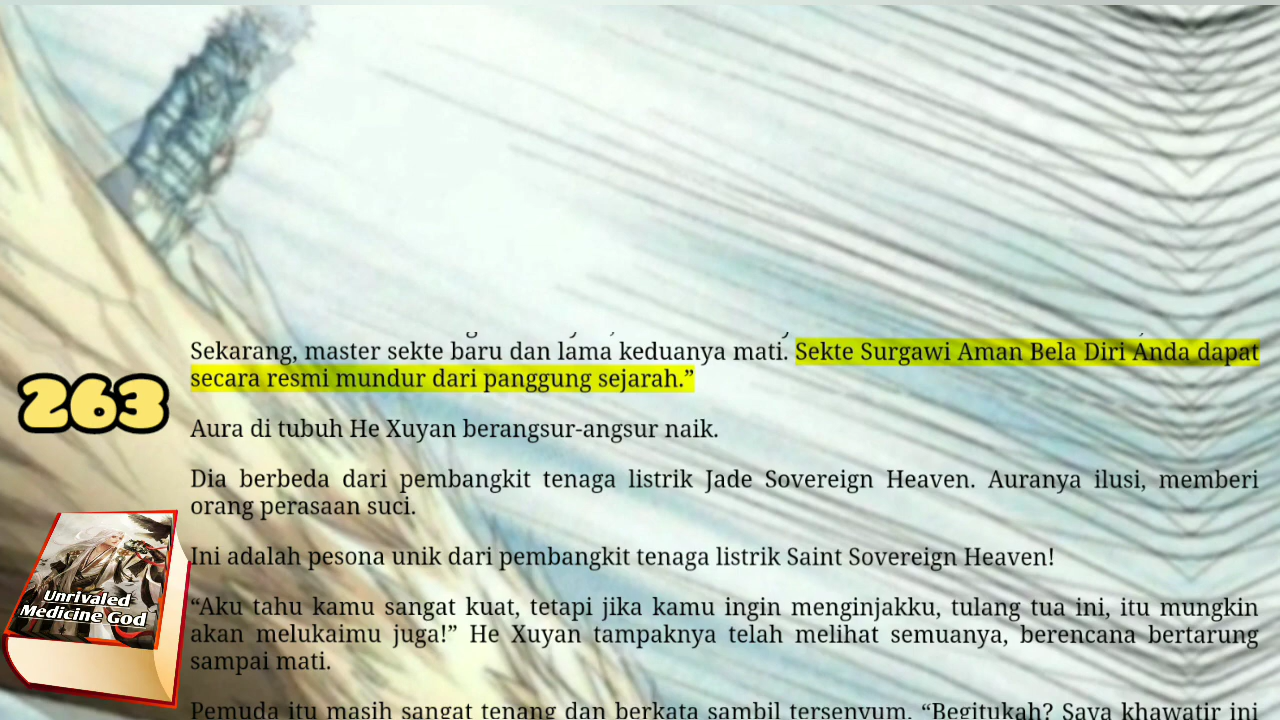 Sekarang, master sekte baru dan lama keduanya mati. Sekte Surgawi Aman Bela Diri Anda dapat
secara resmi mundur dari panggung sejarah.”
263
Aura di tubuh He Xuyan berangsur-angsur naik.
Dia berbeda dari pembangkit tenaga listrik Jade Sovereign Heaven. Auranya ilusi, memberi
orang perasaan suci.
Ini adalah pesona unik dari pembangkit tenaga listrik Saint Sovereign Heaven!
Unrivaled
Medicine God
“Aku tahu kamu sangat kuat, tetapi jika kamu ingin menginjakku, tulang tua ini, itu mungkin
akan melukaimu juga!” He Xuyan tampaknya telah melihat semuanya, berencana bertarung
sampai mati.
Pemuda itu masih sangat tenang dan berkata sambil tersenyum, “Begitukah? Saya khawatir ini